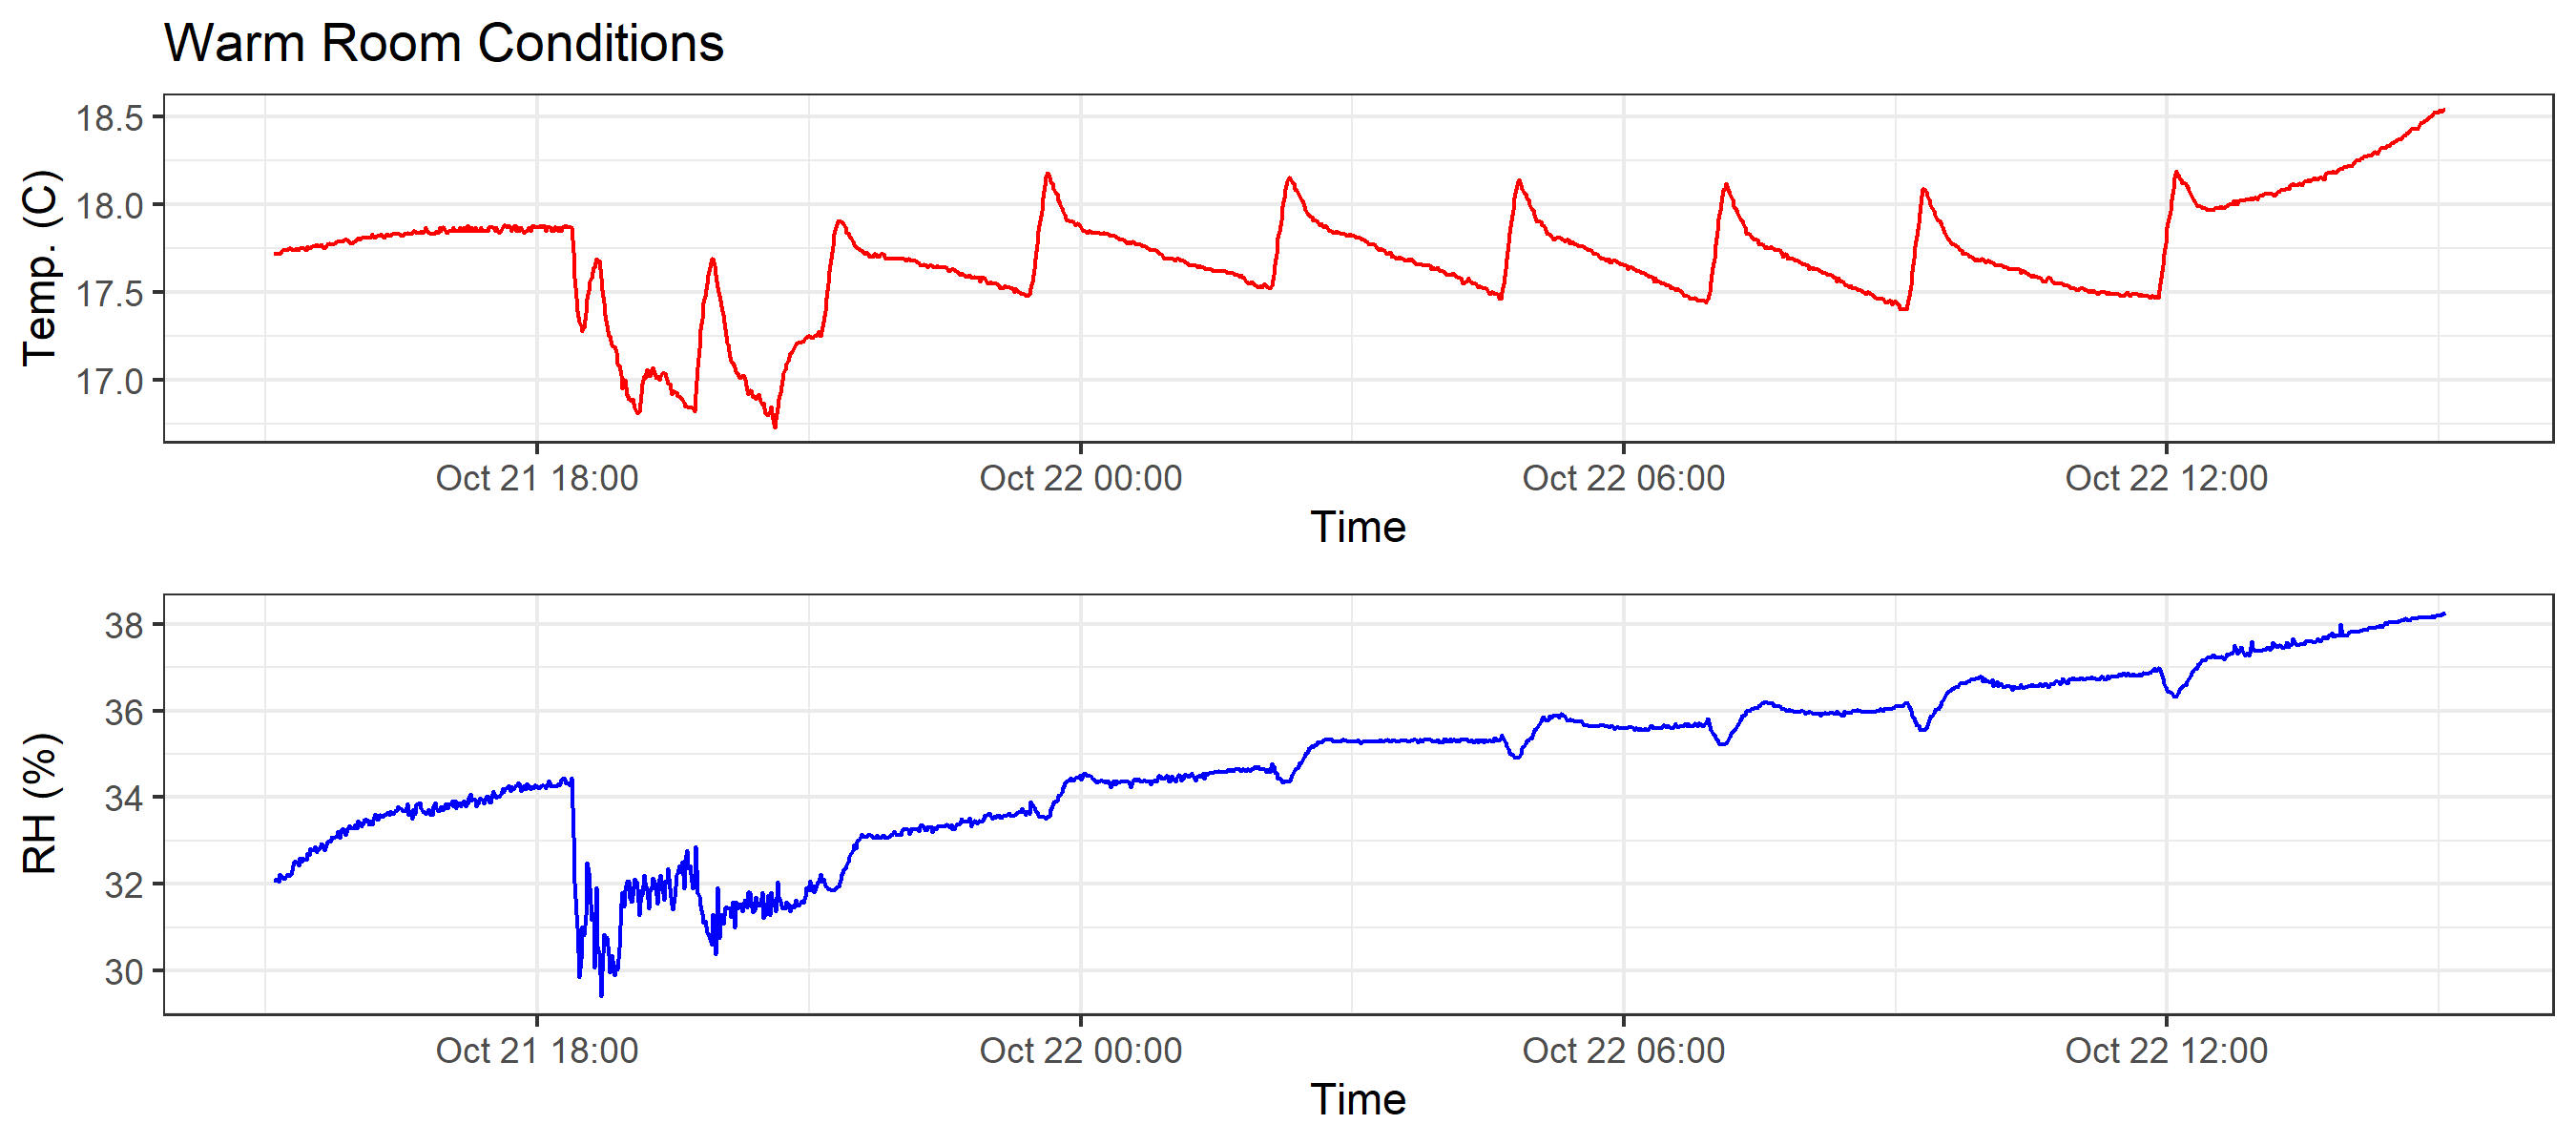 Warm Room Conditions
18.5
18.0
17.5
17.0
Temp. (C)
Oct 21 18:00 Oct 22 00:00 Oct 22 06:00 Oct 22 12:00
Time
38
36
34
32
30
RH (%)
Oct 21 18:00 Oct 22 00:00 Oct 22 06:00 Oct 22 12:00
Time